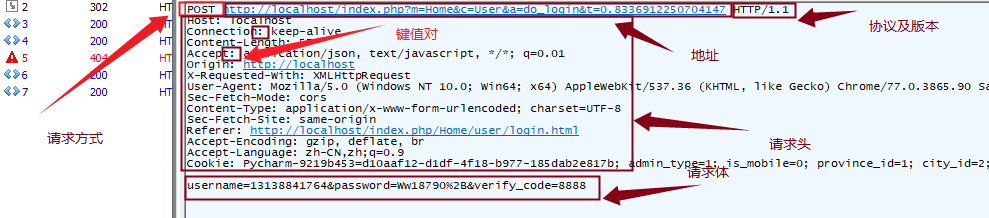 2 302 HT
POST http://localhost/index.php?m=Home&c=User&a=do_login&t=0.8336912250704147 HTTP/1.1
3 200 HT
Host: localhost
协议及版本
4 200 HT
Connection: keep-alive
键值对
Content-Length:
5 404 HT
Accept: application/json, text/javascript, */*; q=0.01
地址
6 200 HT
Origin: http://localhost
X-Requested-With: XMLHttpRequest
7 200 HT
User-Agent: Mozilla/5.0 (Windows NT 10.0; Win64; x64) AppleWebKit/537.36 (KHTML, like Gecko) Chrome/77.0.3865.90 Sa
Sec-Fetch-Mode: cors
Content-Type: application/x-www-form-urlencoded; charset=UTF-8
请求方式
Sec-Fetch-Site: same-origin
请求头
Referer: http://localhost/index.php/Home/user/login.html
Accept-Encoding: gzip, deflate, br
Accept-Language: zh-CN,zh;q=0.9
Cookie: Pycharm-9219b453=d10aaf12-d1df-4f18-b977-185dab2e817b; admin_type=1; is_mobile=0; province_id=1; city_id=2;
请求体
username=13138841764&password=Ww18790%2B&verify_code=8888